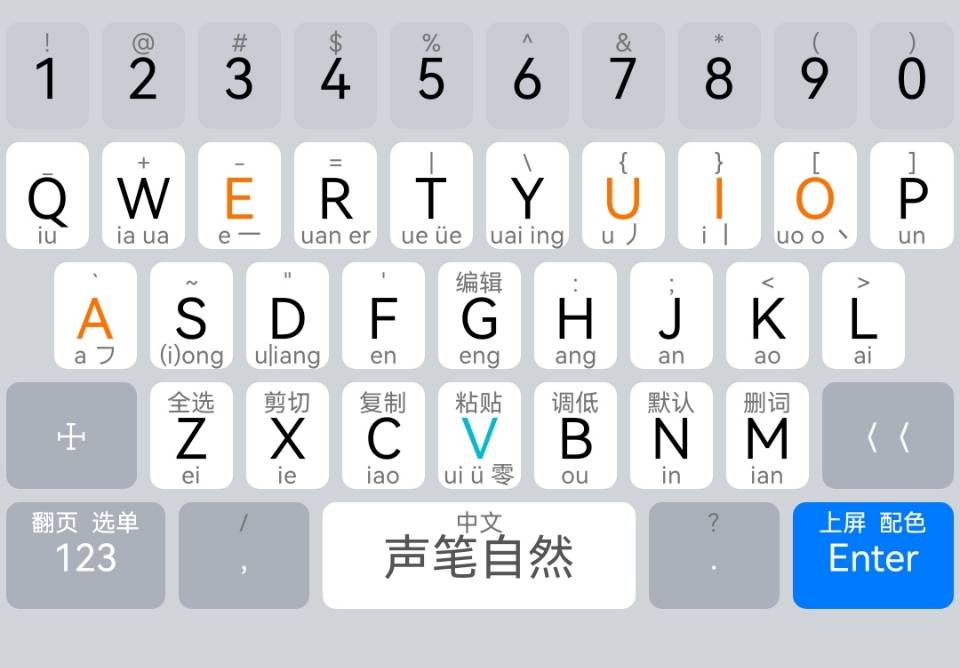 ! @ # $ % ^ & * ( )
1 2 3 4 5 6 7 8 9 0
_ + - = | \ { } [ ]
Q W E R T Y U I O P
iu ia ua e 一 uan er ue üe uai ing u 丿 i 丨 uo o 丶 un
` ~ " ' 编辑 : ; < >
A S D F G H J K L
a フ (i)ong u|iang en eng ang an ao ai
全选 剪切 复制 粘贴 调低 默认 删词
Z X C V B N M
ei ie iao ui ü 零 ou in ian
翻页 选单 / 中文 ? 上屏 配色
123 , 声笔自然 . Enter